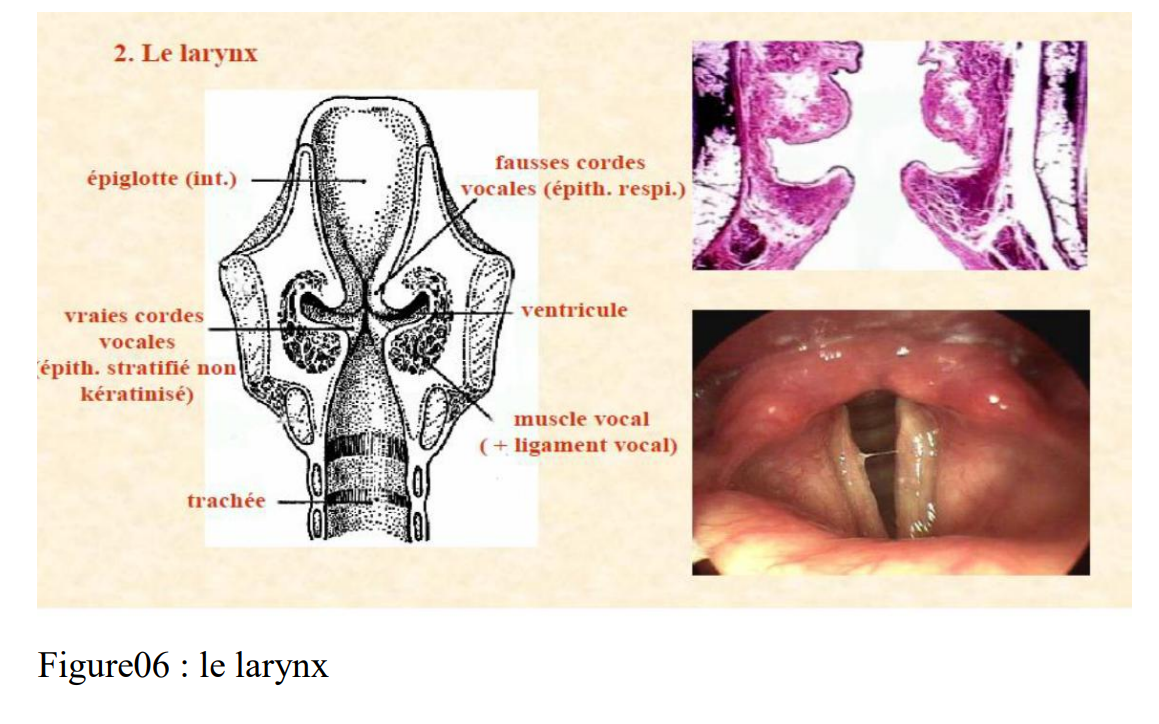 2. Le larynx
épiglotte (int.)
fausses cordes
vocales (épith. respi.)
vraies cordes
vocales
épith. stratifié non
kératinisé)
ventricule
muscle vocal
( + ligament vocal)
trachée
Figure06 : le larynx